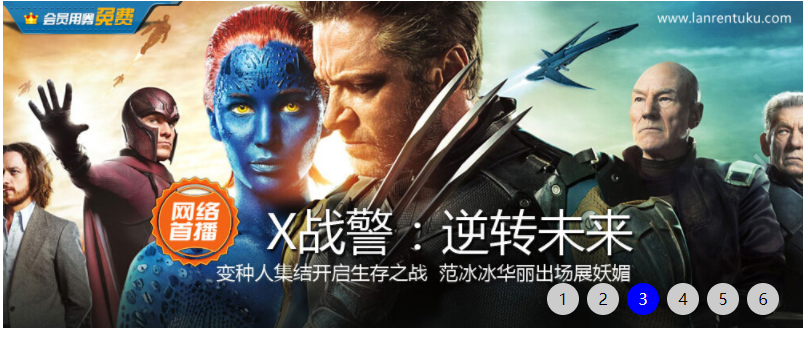 会员用券免费
www.lanrentuku.com
网络
首播
X战警：逆转未来
变种人集结开启生存之战 范冰冰华丽出场展妖媚
1 2 3 4 5 6